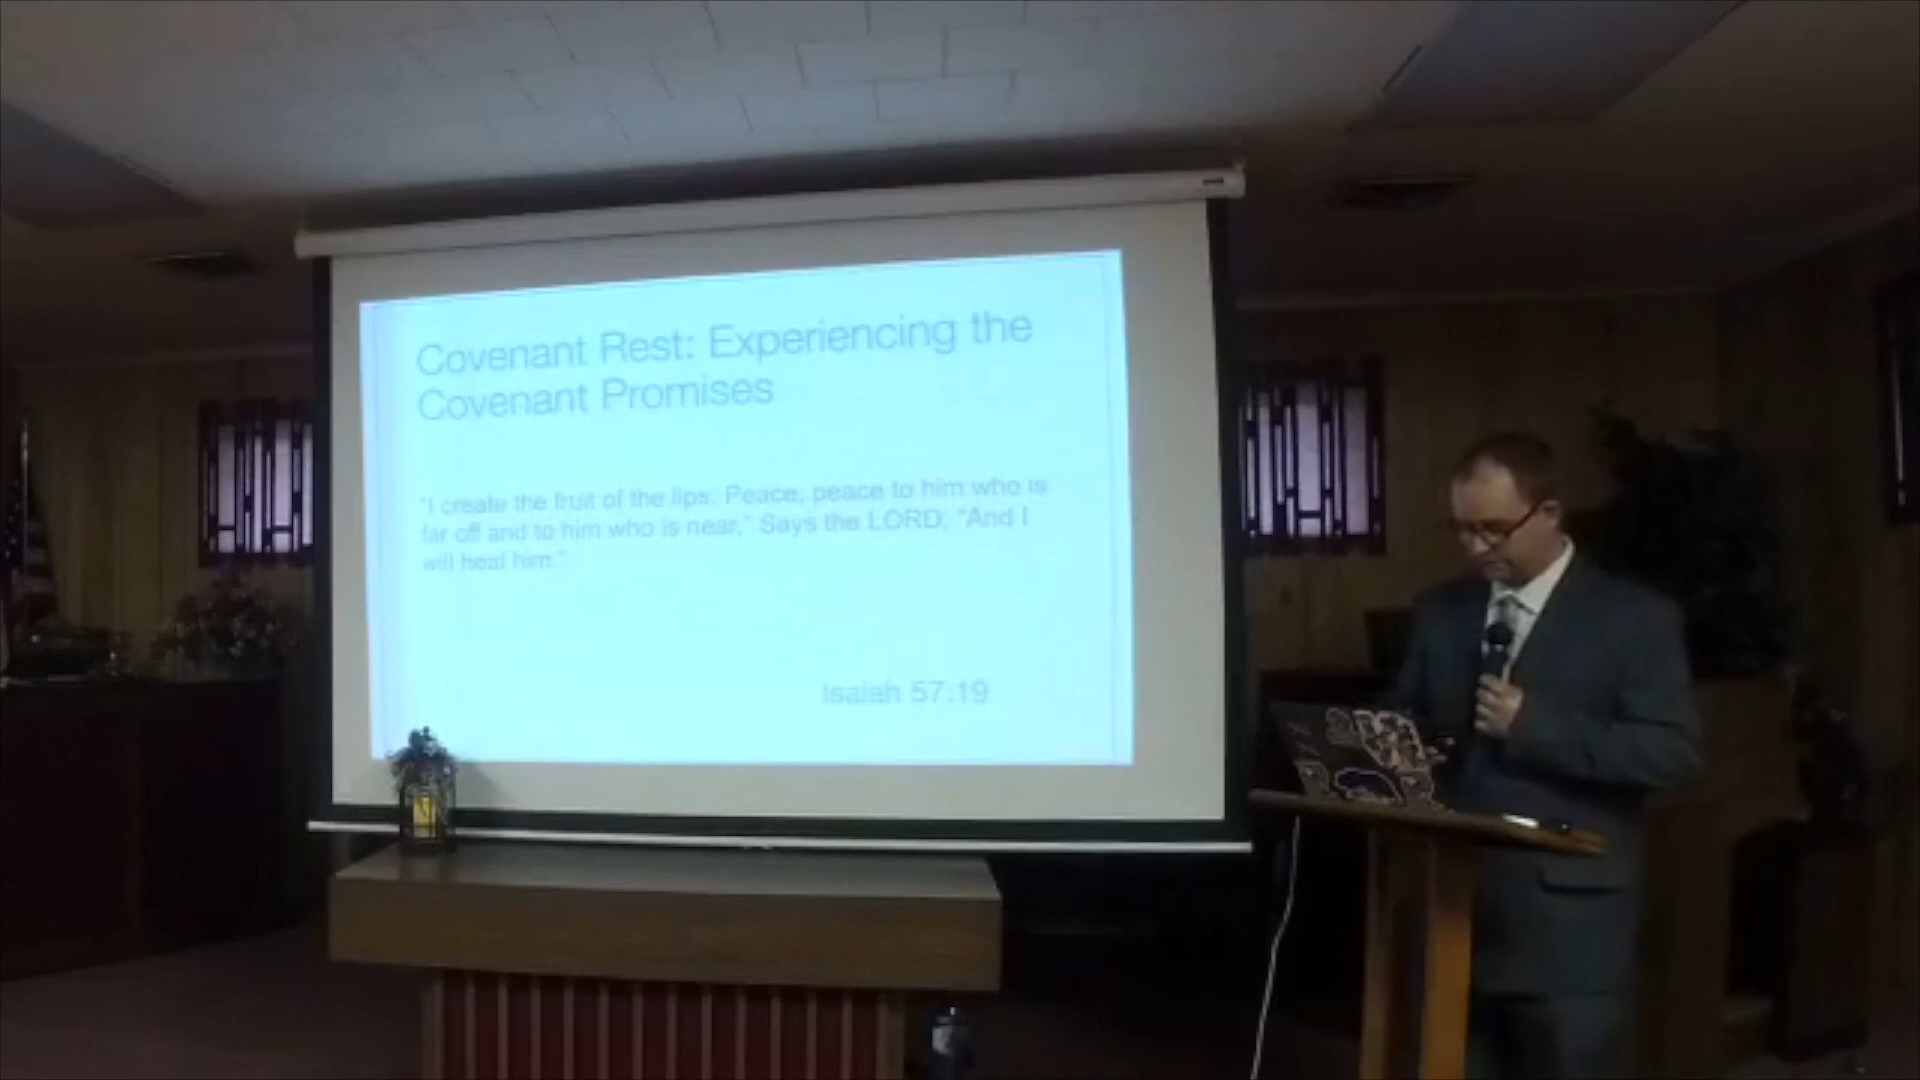 Covenant Rest: Experiencing the
Covenant Promises
"I create the fruit of the lips: Peace, peace to him who is
far off and to him who is near," Says the LORD, "And I
will heal him."
Isaiah 57:19